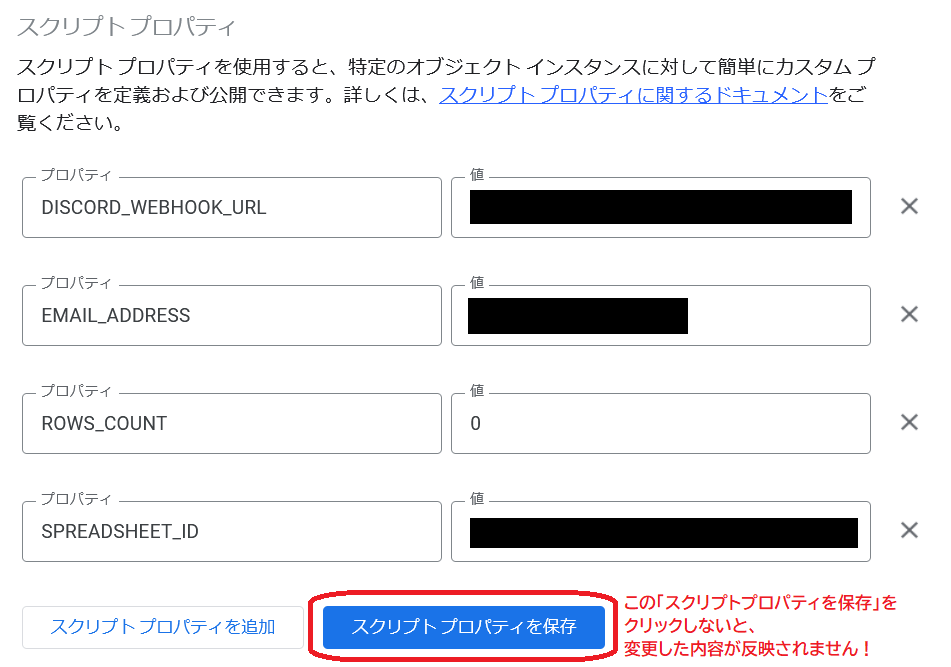 スクリプト プロパティ
スクリプト プロパティを使用すると、特定のオブジェクト インスタンスに対して簡単にカスタム プ
ロパティを定義および公開できます。詳しくは、スクリプト プロパティに関するドキュメントをご
覧ください。
プロパティ 値
DISCORD_WEBHOOK_URL
プロパティ 値
EMAIL_ADDRESS
プロパティ 値
ROWS_COUNT 0
プロパティ 値
SPREADSHEET_ID
スクリプト プロパティを追加 スクリプト プロパティを保存
この「スクリプトプロパティを保存」を
クリックしないと、
変更した内容が反映されません！